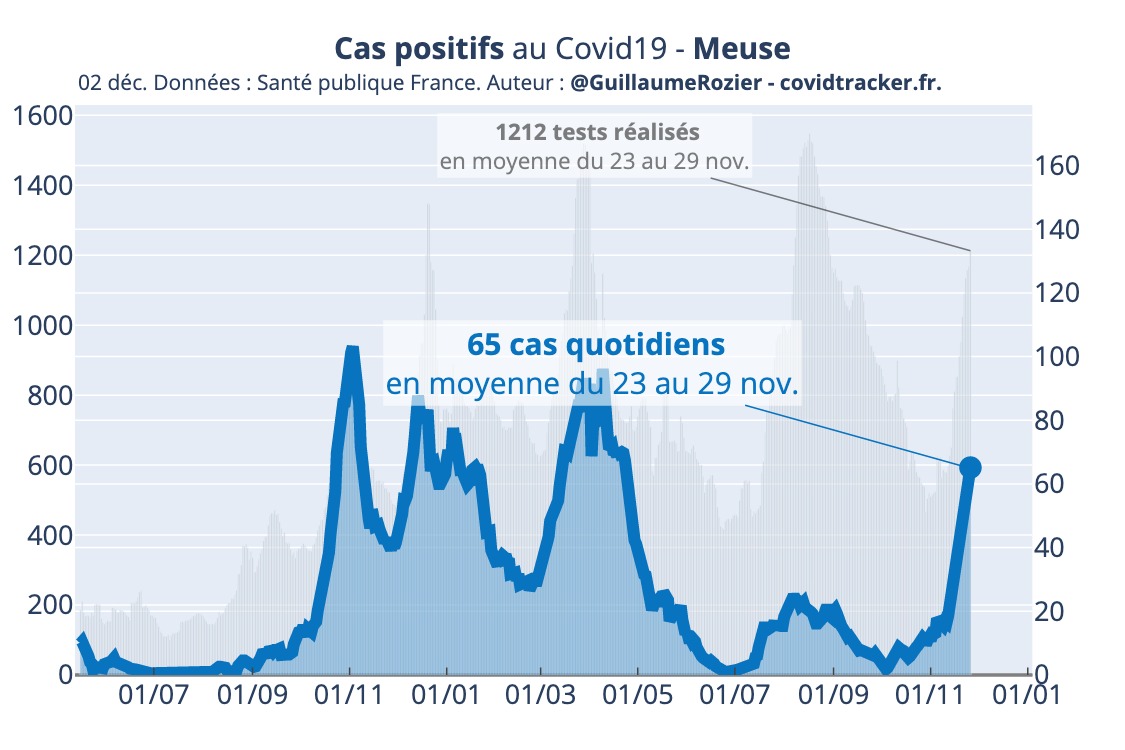 Cas positifs au Covid19 - Meuse
02 déc. Données : Santé publique France. Auteur : @GuillaumeRozier - covidtracker.fr.
1600
1400
1200
1000
800
600
400
200
0
1212 tests réalisés
en moyenne du 23 au 29 nov.
65 cas quotidiens
en moyenne du 23 au 29 nov.
160
140
120
100
80
60
40
20
0
01/07 01/09 01/11 01/01 01/03 01/05 01/07 01/09 01/11 01/01